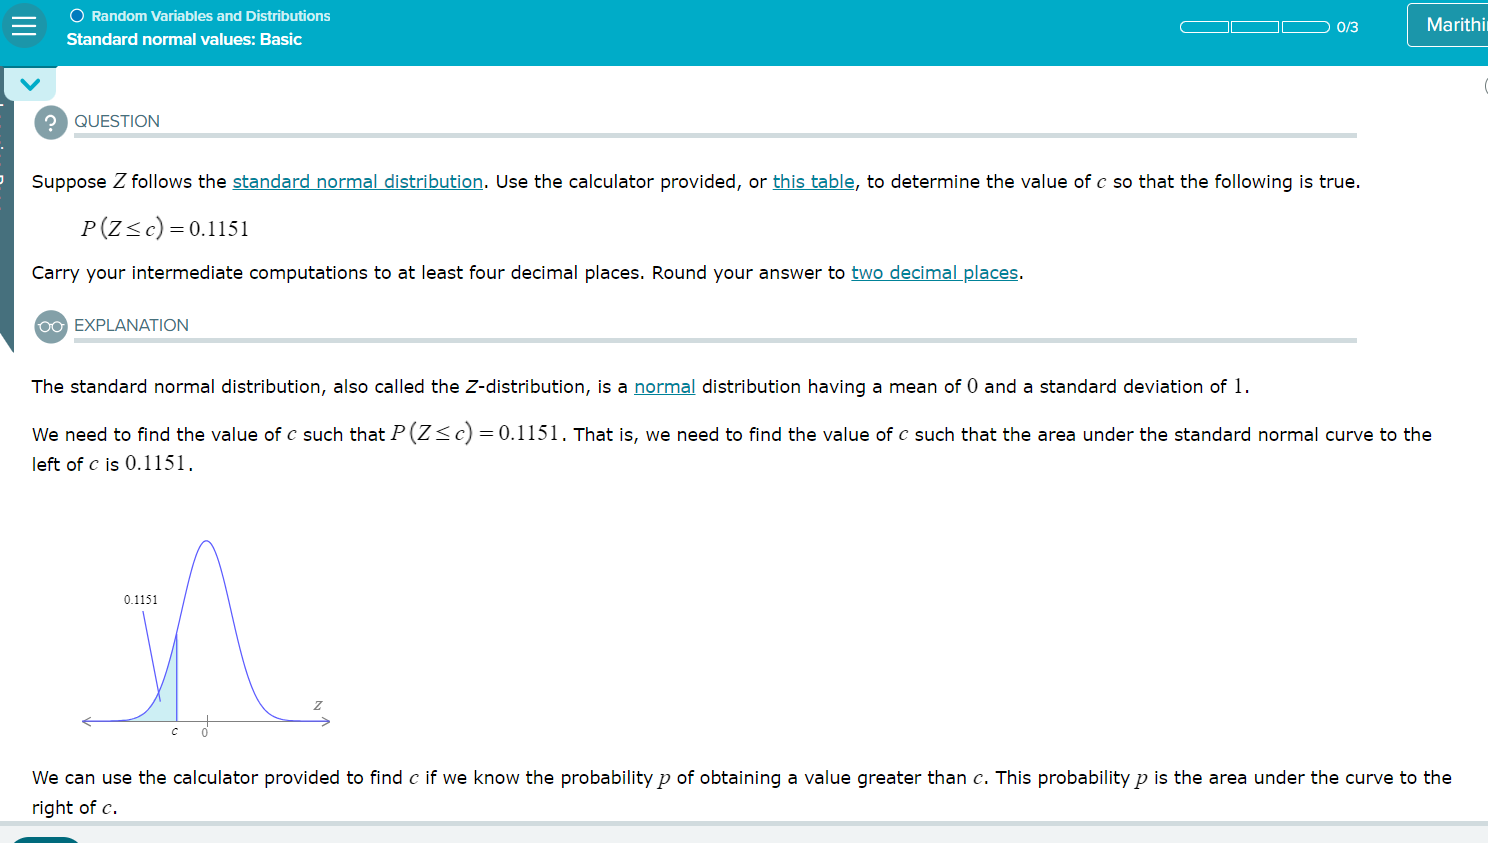 Random Variables and Distributions
Standard normal values: Basic
0/3
QUESTION
Suppose Z follows the standard normal distribution. Use the calculator provided, or this table, to determine the value of c so that the following is true.
P(Z≤c)=0.1151
Carry your intermediate computations to at least four decimal places. Round your answer to two decimal places.
EXPLANATION
The standard normal distribution, also called the Z-distribution, is a normal distribution having a mean of 0 and a standard deviation of 1.
We need to find the value of c such that P(Z≤c)=0.1151. That is, we need to find the value of c such that the area under the standard normal curve to the
left of c is 0.1151.
0.1151
Z
c 0
We can use the calculator provided to find c if we know the probability p of obtaining a value greater than c. This probability p is the area under the curve to the
right of c.